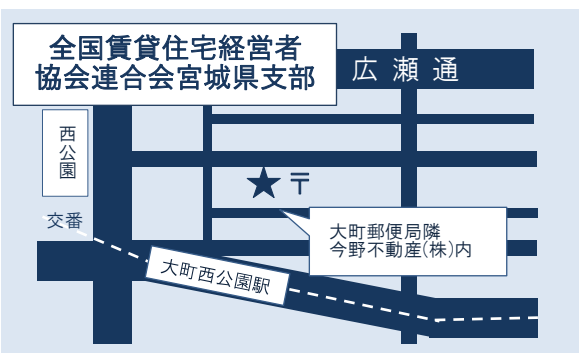 全国賃貸住宅経営者
協会連合会宮城県支部
広瀬通
西公園
〒
交番
大町郵便局隣
今野不動産(株)内
大町西公園駅